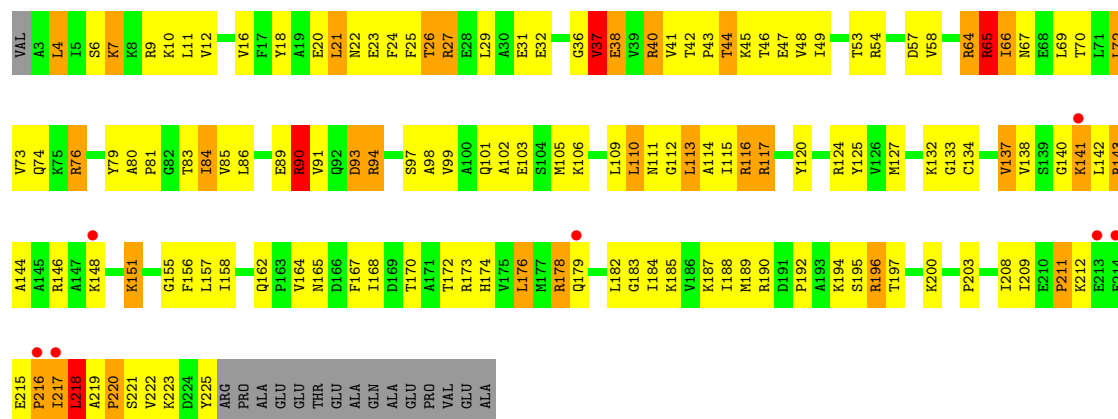 VAL A3 L4 I5 S6 K7 K8 R9 K10 L11 V12 V16 F17 Y18 A19 E20 L21 N22 E23 F24 F25 T26 R27 E28 L29 A30 E31 E32 G36 V37 E38 V39 R40 V41 T42 P43 T44 K45 T46 E47 V48 I49 T53 R54 D57 V58 R64 R65 I66 N67 E68 L69 T70 L71 L72
V73 Q74 K75 R76 Y79 A80 P81 G82 T83 I84 V85 L86 E89 R90 V91 Q92 D93 R94 S97 A98 V99 A100 Q101 A102 E103 S104 M105 K106 L109 L110 N111 G112 L113 A114 I115 R116 R117 Y120 R124 Y125 V126 M127 K132 G133 C134 V137 V138 S139 G140 K141 L142 R143
A144 A145 R146 A147 K148 K151 G155 F156 L157 I158 Q162 P163 V164 N165 D166 F167 I168 D169 T170 A171 T172 R173 H174 V175 L176 M177 R178 Q179 L182 G183 I184 K185 V186 K187 I188 M189 R190 D191 P192 A193 K194 S195 R196 T197 K200 P203 I208 I209 E210 P211 K212 E213 E214
E215 P216 I217 L218 A219 P220 S221 V222 K223 D224 Y225 ARG PRO ALA GLU GLU THR GLU ALA GLN ALA GLU PRO VAL GLU ALA